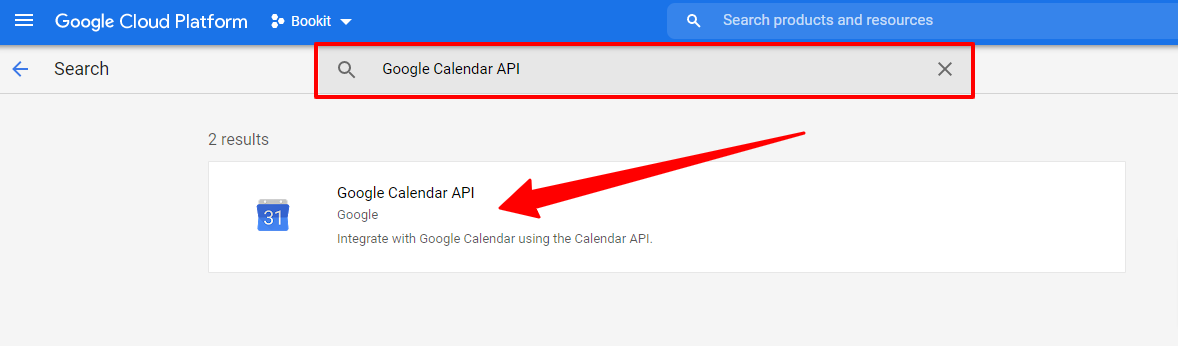 Google Cloud Platform
Bookit
Search products and resources
Search
Google Calendar API
2 results
31
Google Calendar API
Google
Integrate with Google Calendar using the Calendar API.